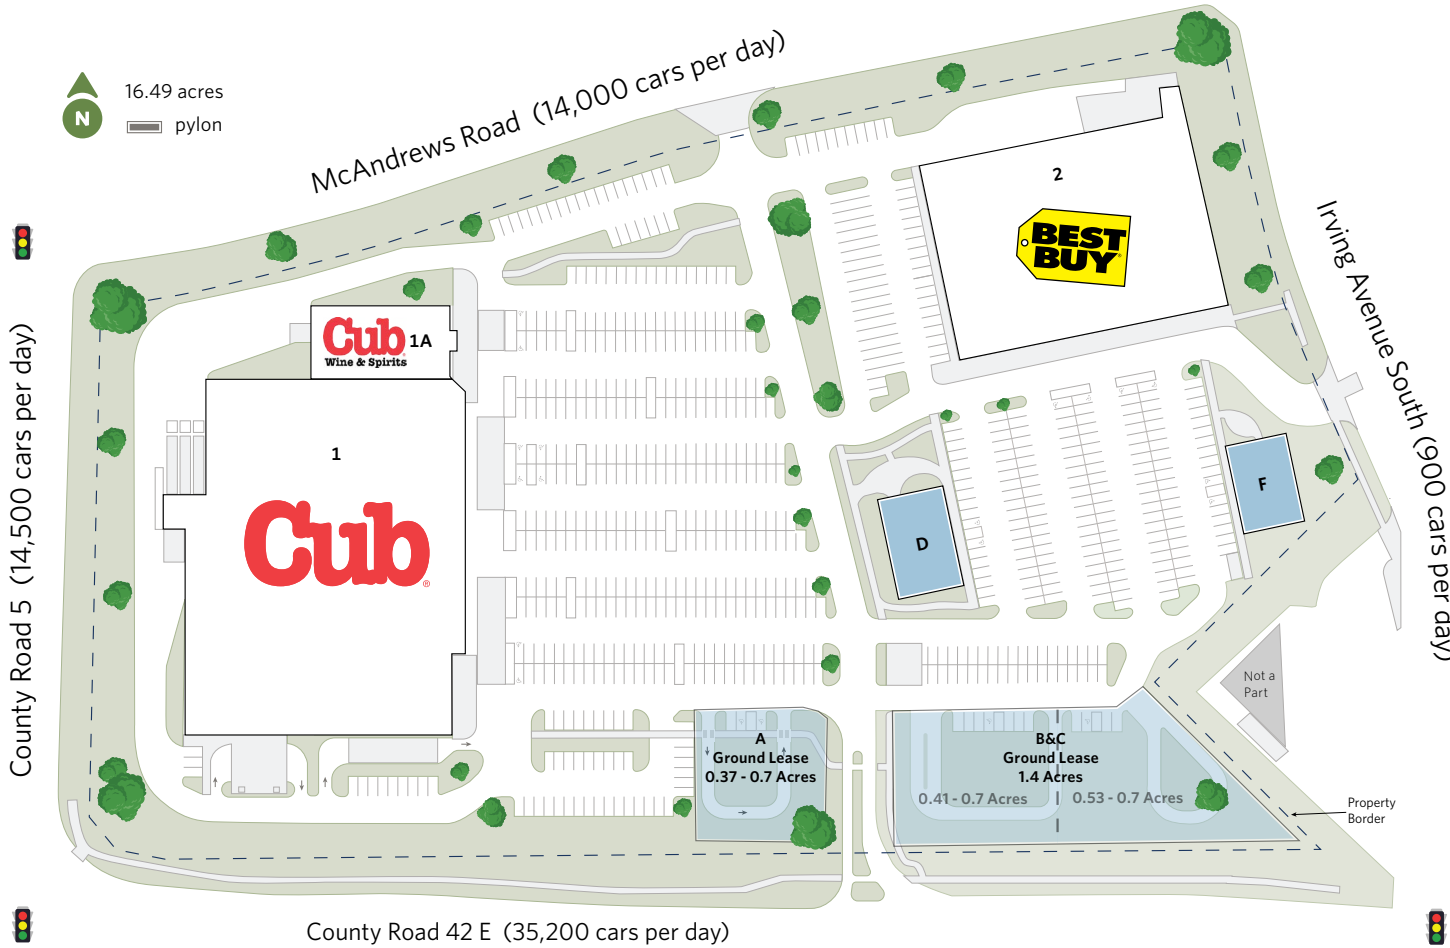 16.49 acres
N
pylon
McAndrews Road (14,000 cars per day)
2
BEST
BUY
Irving Avenue South (900 cars per day)
County Road 5 (14,500 cars per day)
Cub
Wine & Spirits
1A
1
Cub®
D
F
Not a
Part
A
Ground Lease
0.37 - 0.7 Acres
B&C
Ground Lease
1.4 Acres
0.41 - 0.7 Acres
0.53 - 0.7 Acres
Property
Border
County Road 42 E (35,200 cars per day)